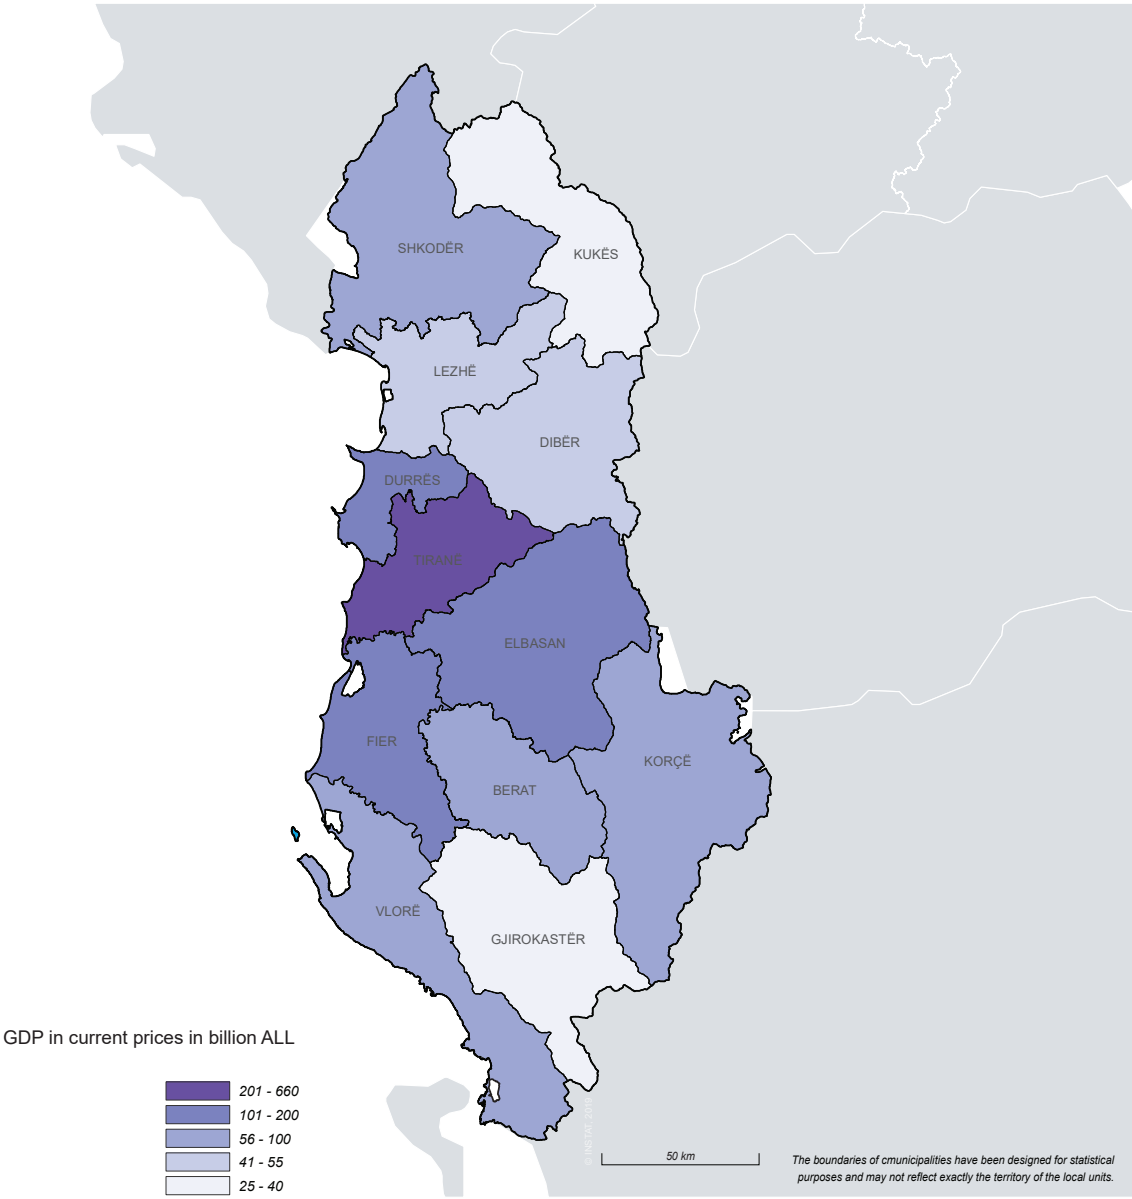 SHKODËR
KUKËS
LEZHË
DIBËR
DURRËS
TIRANË
ELBASAN
FIER
KORÇË
BERAT
VLORË
GJIROKASTËR
GDP in current prices in billion ALL
201 - 660
101 - 200
56 - 100
41 - 55
25 - 40
© INSTAT, 2019
50 km
The boundaries of cmunicipalities have been designed for statistical
purposes and may not reflect exactly the territory of the local units.